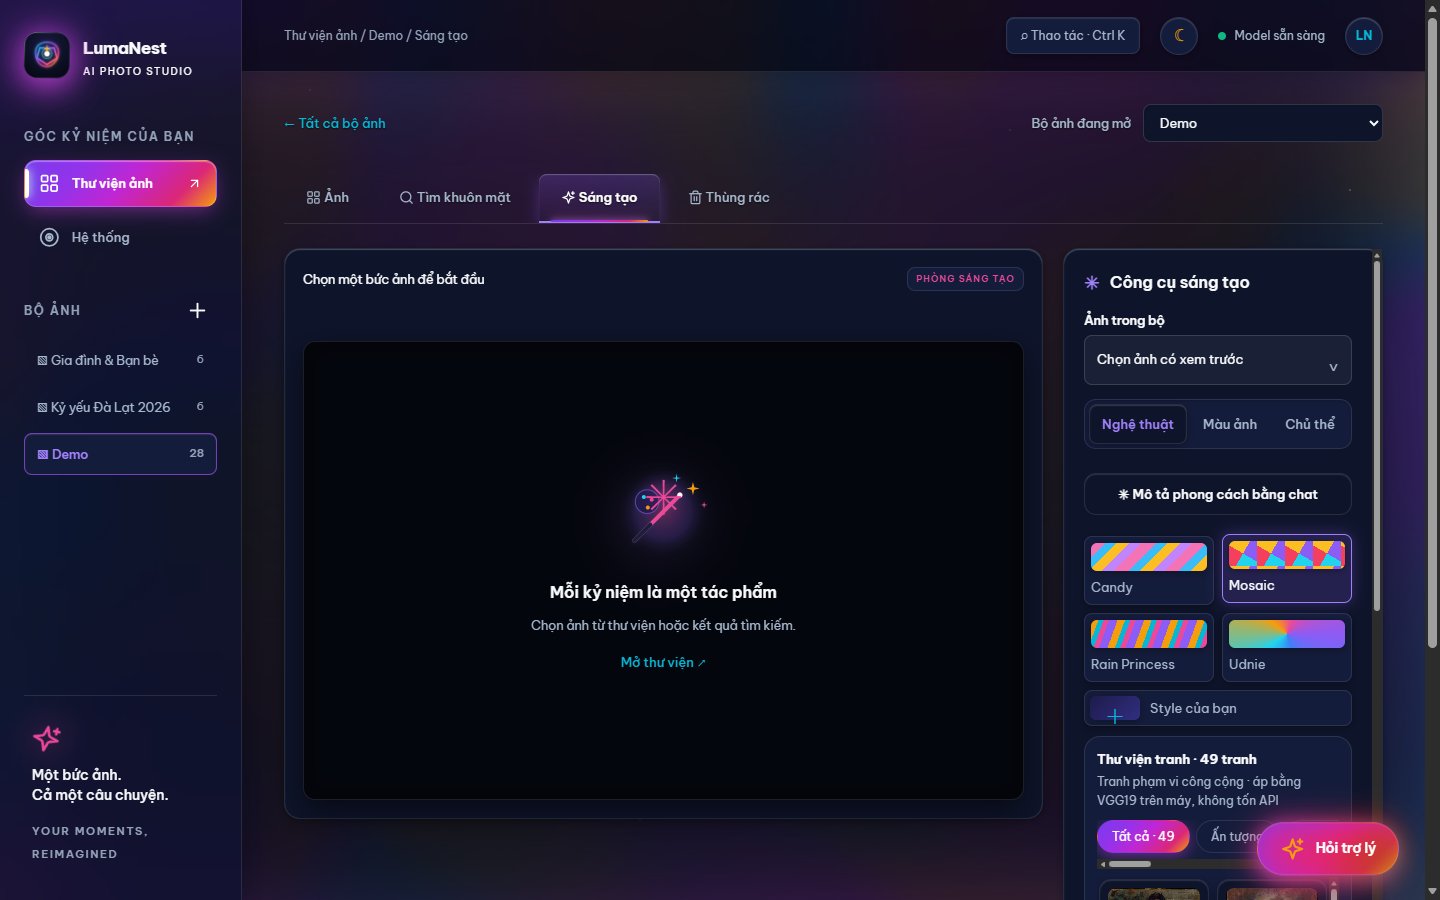 LumaNest
AI PHOTO STUDIO
GÓC KỶ NIỆM CỦA BẠN
Thư viện ảnh
Hệ thống
BỘ ẢNH
Gia đình & Bạn bè 6
Kỷ yếu Đà Lạt 2026 6
Demo 28
Một bức ảnh.
Cả một câu chuyện.
YOUR MOMENTS,
REIMAGINED
Thư viện ảnh / Demo / Sáng tạo
Thao tác · Ctrl K
Model sẵn sàng
LN
← Tất cả bộ ảnh
Bộ ảnh đang mở
Demo
Ảnh
Tìm khuôn mặt
Sáng tạo
Thùng rác
Chọn một bức ảnh để bắt đầu
PHÒNG SÁNG TẠO
Mỗi kỷ niệm là một tác phẩm
Chọn ảnh từ thư viện hoặc kết quả tìm kiếm.
Mở thư viện ↗
Công cụ sáng tạo
Ảnh trong bộ
Chọn ảnh có xem trước
Nghệ thuật
Màu ảnh
Chủ thể
Mô tả phong cách bằng chat
Candy
Mosaic
Rain Princess
Udnie
Style của bạn
Thư viện tranh · 49 tranh
Tranh phạm vi công cộng · áp bằng
VGG19 trên máy, không tốn API
Tất cả · 49
Ấn tượng
Hỏi trợ lý